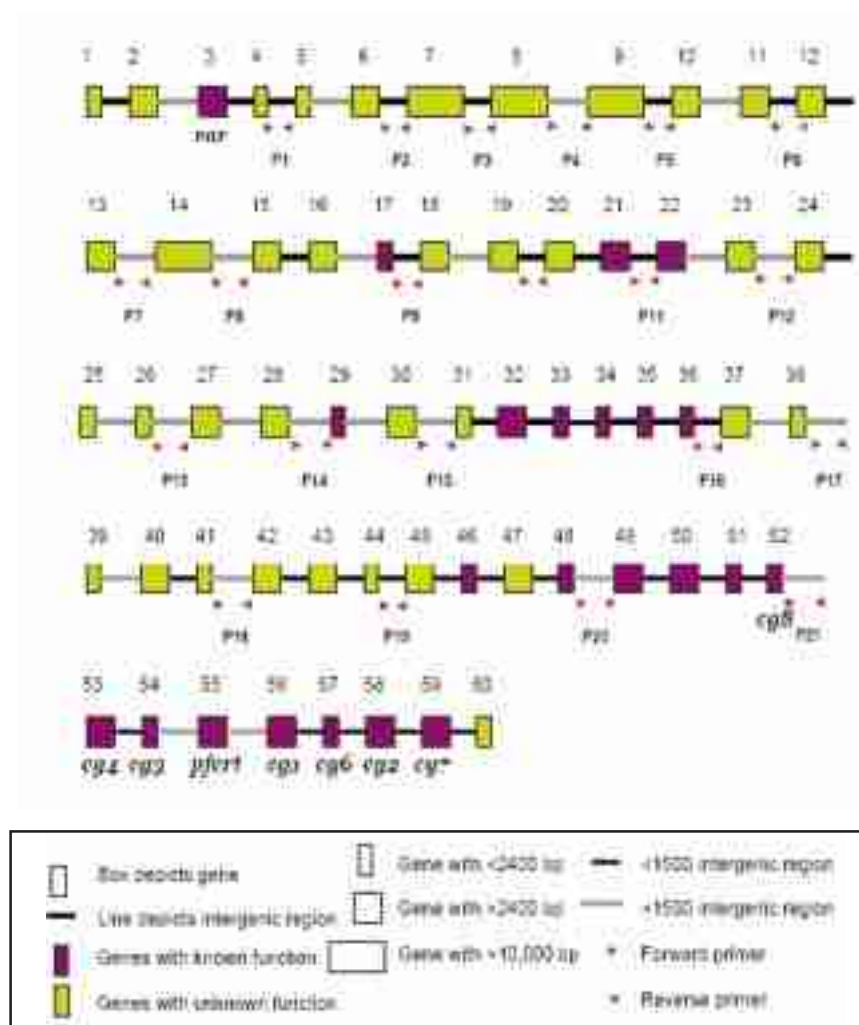 1 2 3 4 5 6 7 8 9 10 11 12
P1 P2 P3 P4 P5 P6
13 14 15 16 17 18 19 20 21 22 23 24
P7 P8 P9 P11 P12
25 26 27 28 29 30 31 32 33 34 35 36 37 38
P13 P14 P15 P16 P17
39 40 41 42 43 44 45 46 47 48 49 50 51 52
cg8
P18 P19 P20 P21
53 54 55 56 57 58 59 60
cg4 cg3 pfcrt cg1 cg6 cg2 cg7
Box depicts gene
Gene with <2400 bp
<1500 intergenic region
Line depicts intergenic region
Gene with >2400 bp
>1500 intergenic region
Genes with known function
Gene with >10,000 bp
Forward primer
Genes with unknown function
Reverse primer